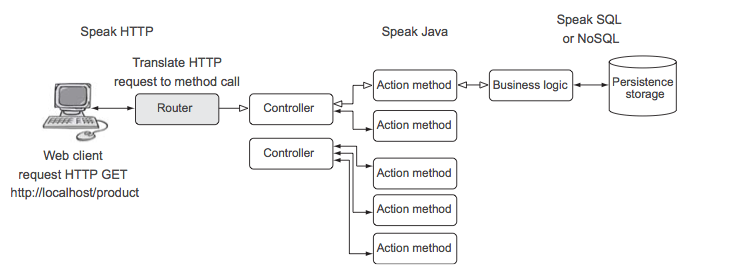 Speak HTTP
Speak Java
Speak SQL
or NoSQL
Translate HTTP
request to method call
Router
Controller
Action method
Business logic
Persistence
storage
Action method
Controller
Web client
request HTTP GET
http://localhost/product
Action method
Action method
Action method